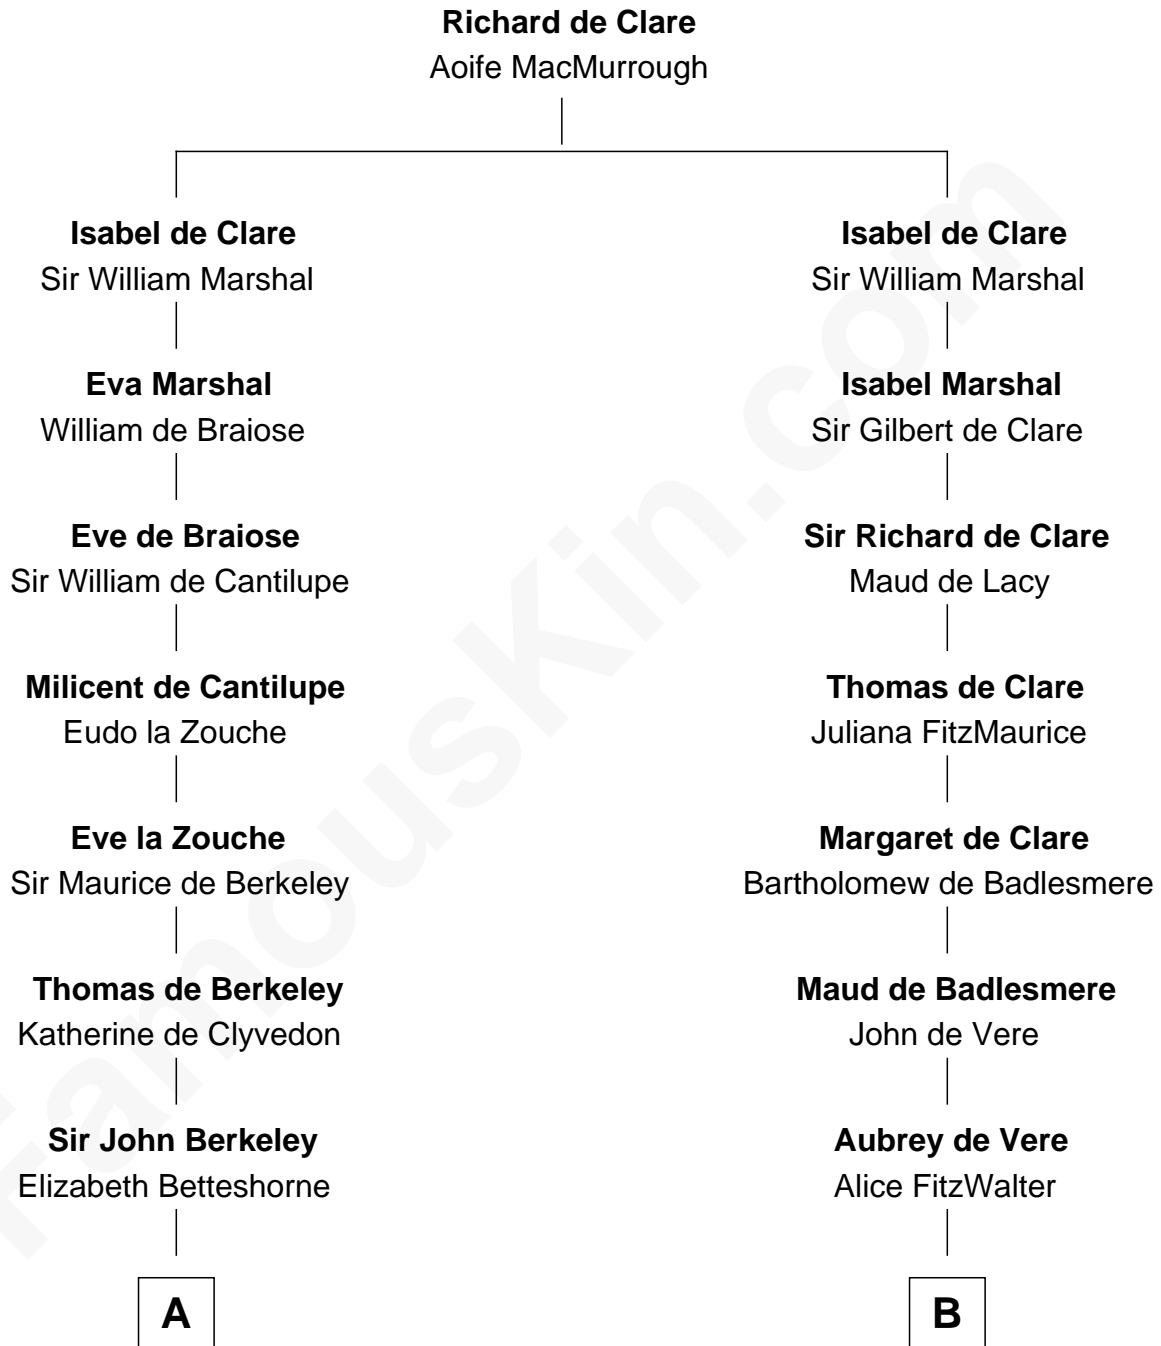 Richard de Clare
Aoife MacMurrough
Isabel de Clare
Sir William Marshal
Isabel de Clare
Sir William Marshal
Eva Marshal
William de Braiose
Isabel Marshal
Sir Gilbert de Clare
Eve de Braiose
Sir William de Cantilupe
Sir Richard de Clare
Maud de Lacy
Milicent de Cantilupe
Eudo la Zouche
Thomas de Clare
Juliana FitzMaurice
Eve la Zouche
Sir Maurice de Berkeley
Margaret de Clare
Bartholomew de Badlesmere
Thomas de Berkeley
Katherine de Clyvedon
Maud de Badlesmere
John de Vere
Sir John Berkeley
Elizabeth Betteshorne
Aubrey de Vere
Alice FitzWalter
A
B
FamousKin.com